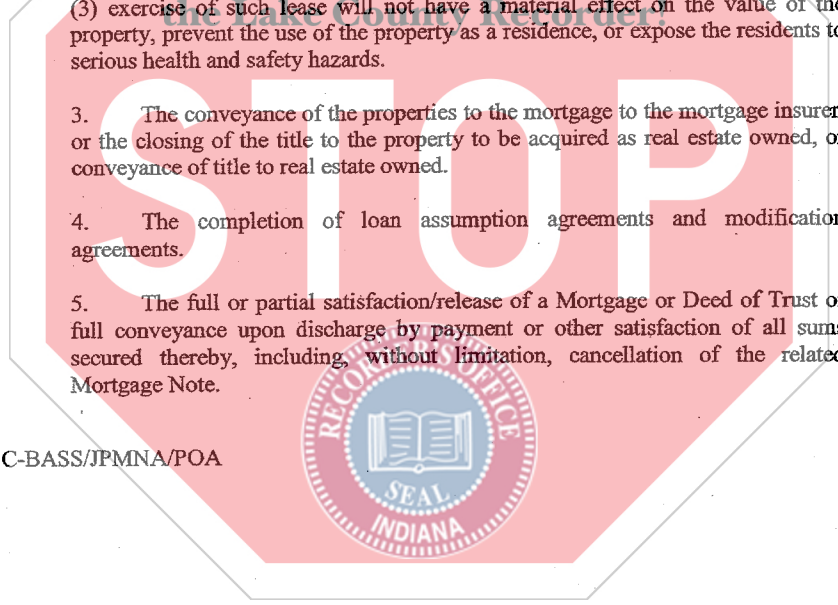 (3) exercise of such lease will not have a material effect on the value of the
the Lake County Recorder!
property, prevent the use of the property as a residence, or expose the residents to
serious health and safety hazards.
3. The conveyance of the properties to the mortgage to the mortgage insurer
or the closing of the title to the property to be acquired as real estate owned, or
conveyance of title to real estate owned.
4. The completion of loan assumption agreements and modification
agreements.
5. The full or partial satisfaction/release of a Mortgage or Deed of Trust o
full conveyance upon discharge by payment or other satisfaction of all sums
secured thereby, including, without limitation, cancellation of the related
Mortgage Note.
C-BASS/JPMNA/POA
STOP
RECORDER'S OFFICE
SEAL
INDIANA